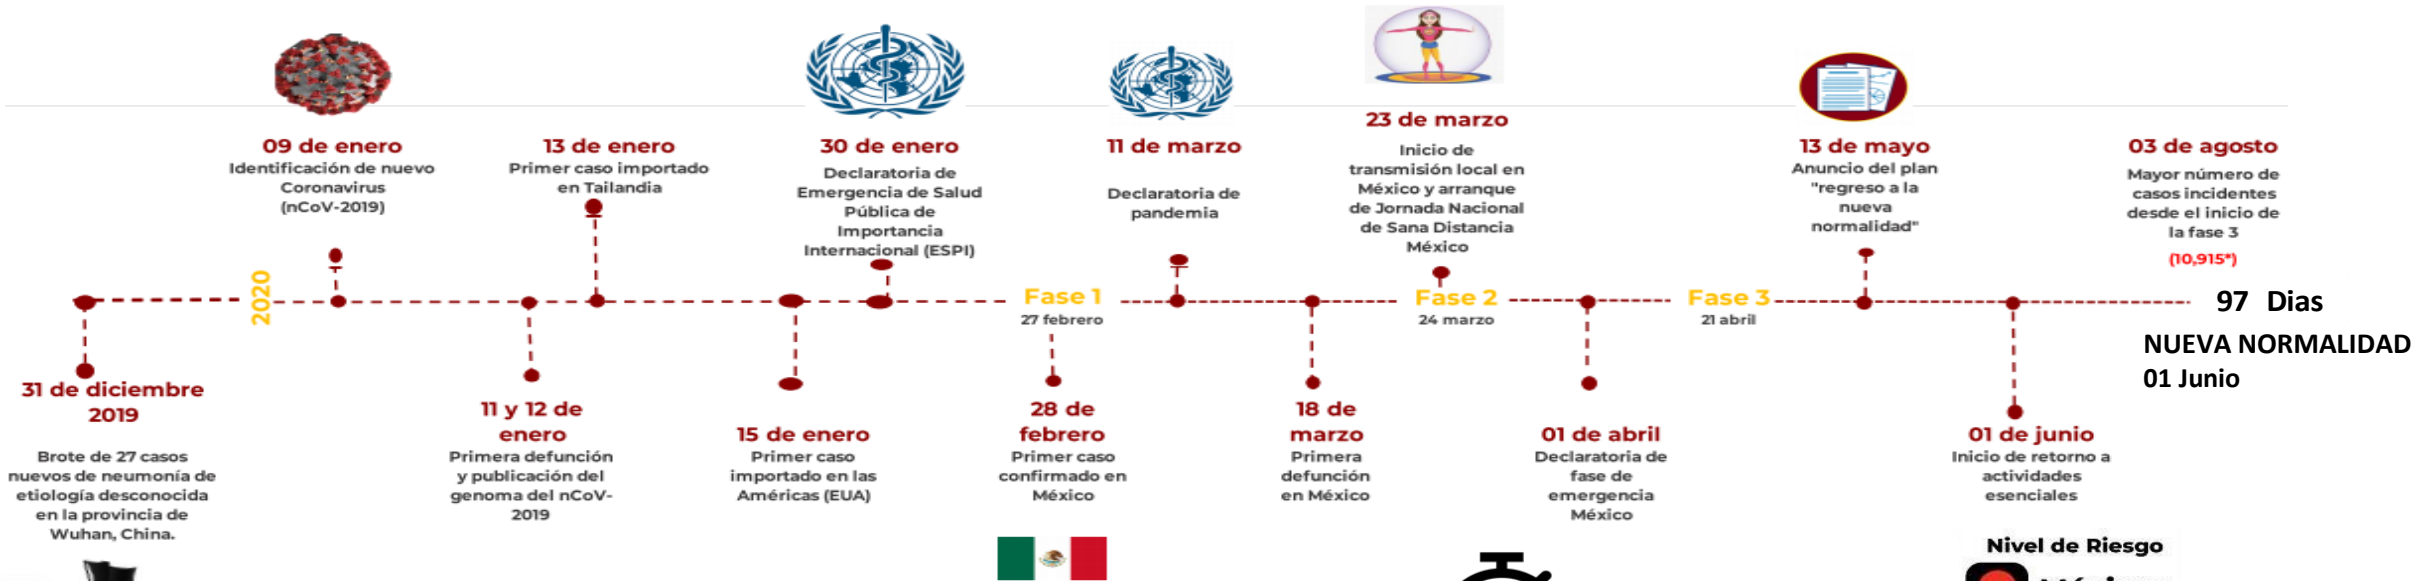 09 de enero
Identificación de nuevo
Coronavirus
(nCoV-2019)
13 de enero
Primer caso importado
en Tailandia
30 de enero
Declaratoria de
Emergencia de Salud
Pública de
Importancia
Internacional (ESPI)
11 de marzo
Declaratoria de
pandemia
23 de marzo
Inicio de
transmisión local en
México y arranque
de Jornada Nacional
de Sana Distancia
México
13 de mayo
Anuncio del plan
"regreso a la
nueva
normalidad"
03 de agosto
Mayor número de
casos incidentes
desde el inicio de
la fase 3
(10,915*)
2020
Fase 1
27 febrero
Fase 2
24 marzo
Fase 3
21 abril
97 Dias
NUEVA NORMALIDAD
01 Junio
31 de diciembre
2019
Brote de 27 casos
nuevos de neumonía de
etiología desconocida
en la provincia de
Wuhan, China.
11 y 12 de
enero
Primera defunción
y publicación del
genoma del nCoV-
2019
15 de enero
Primer caso
importado en las
Américas (EUA)
28 de
febrero
Primer caso
confirmado en
México
18 de
marzo
Primera
defunción
en México
01 de abril
Declaratoria de
fase de
emergencia
México
01 de junio
Inicio de retorno a
actividades
esenciales
Nivel de Riesgo